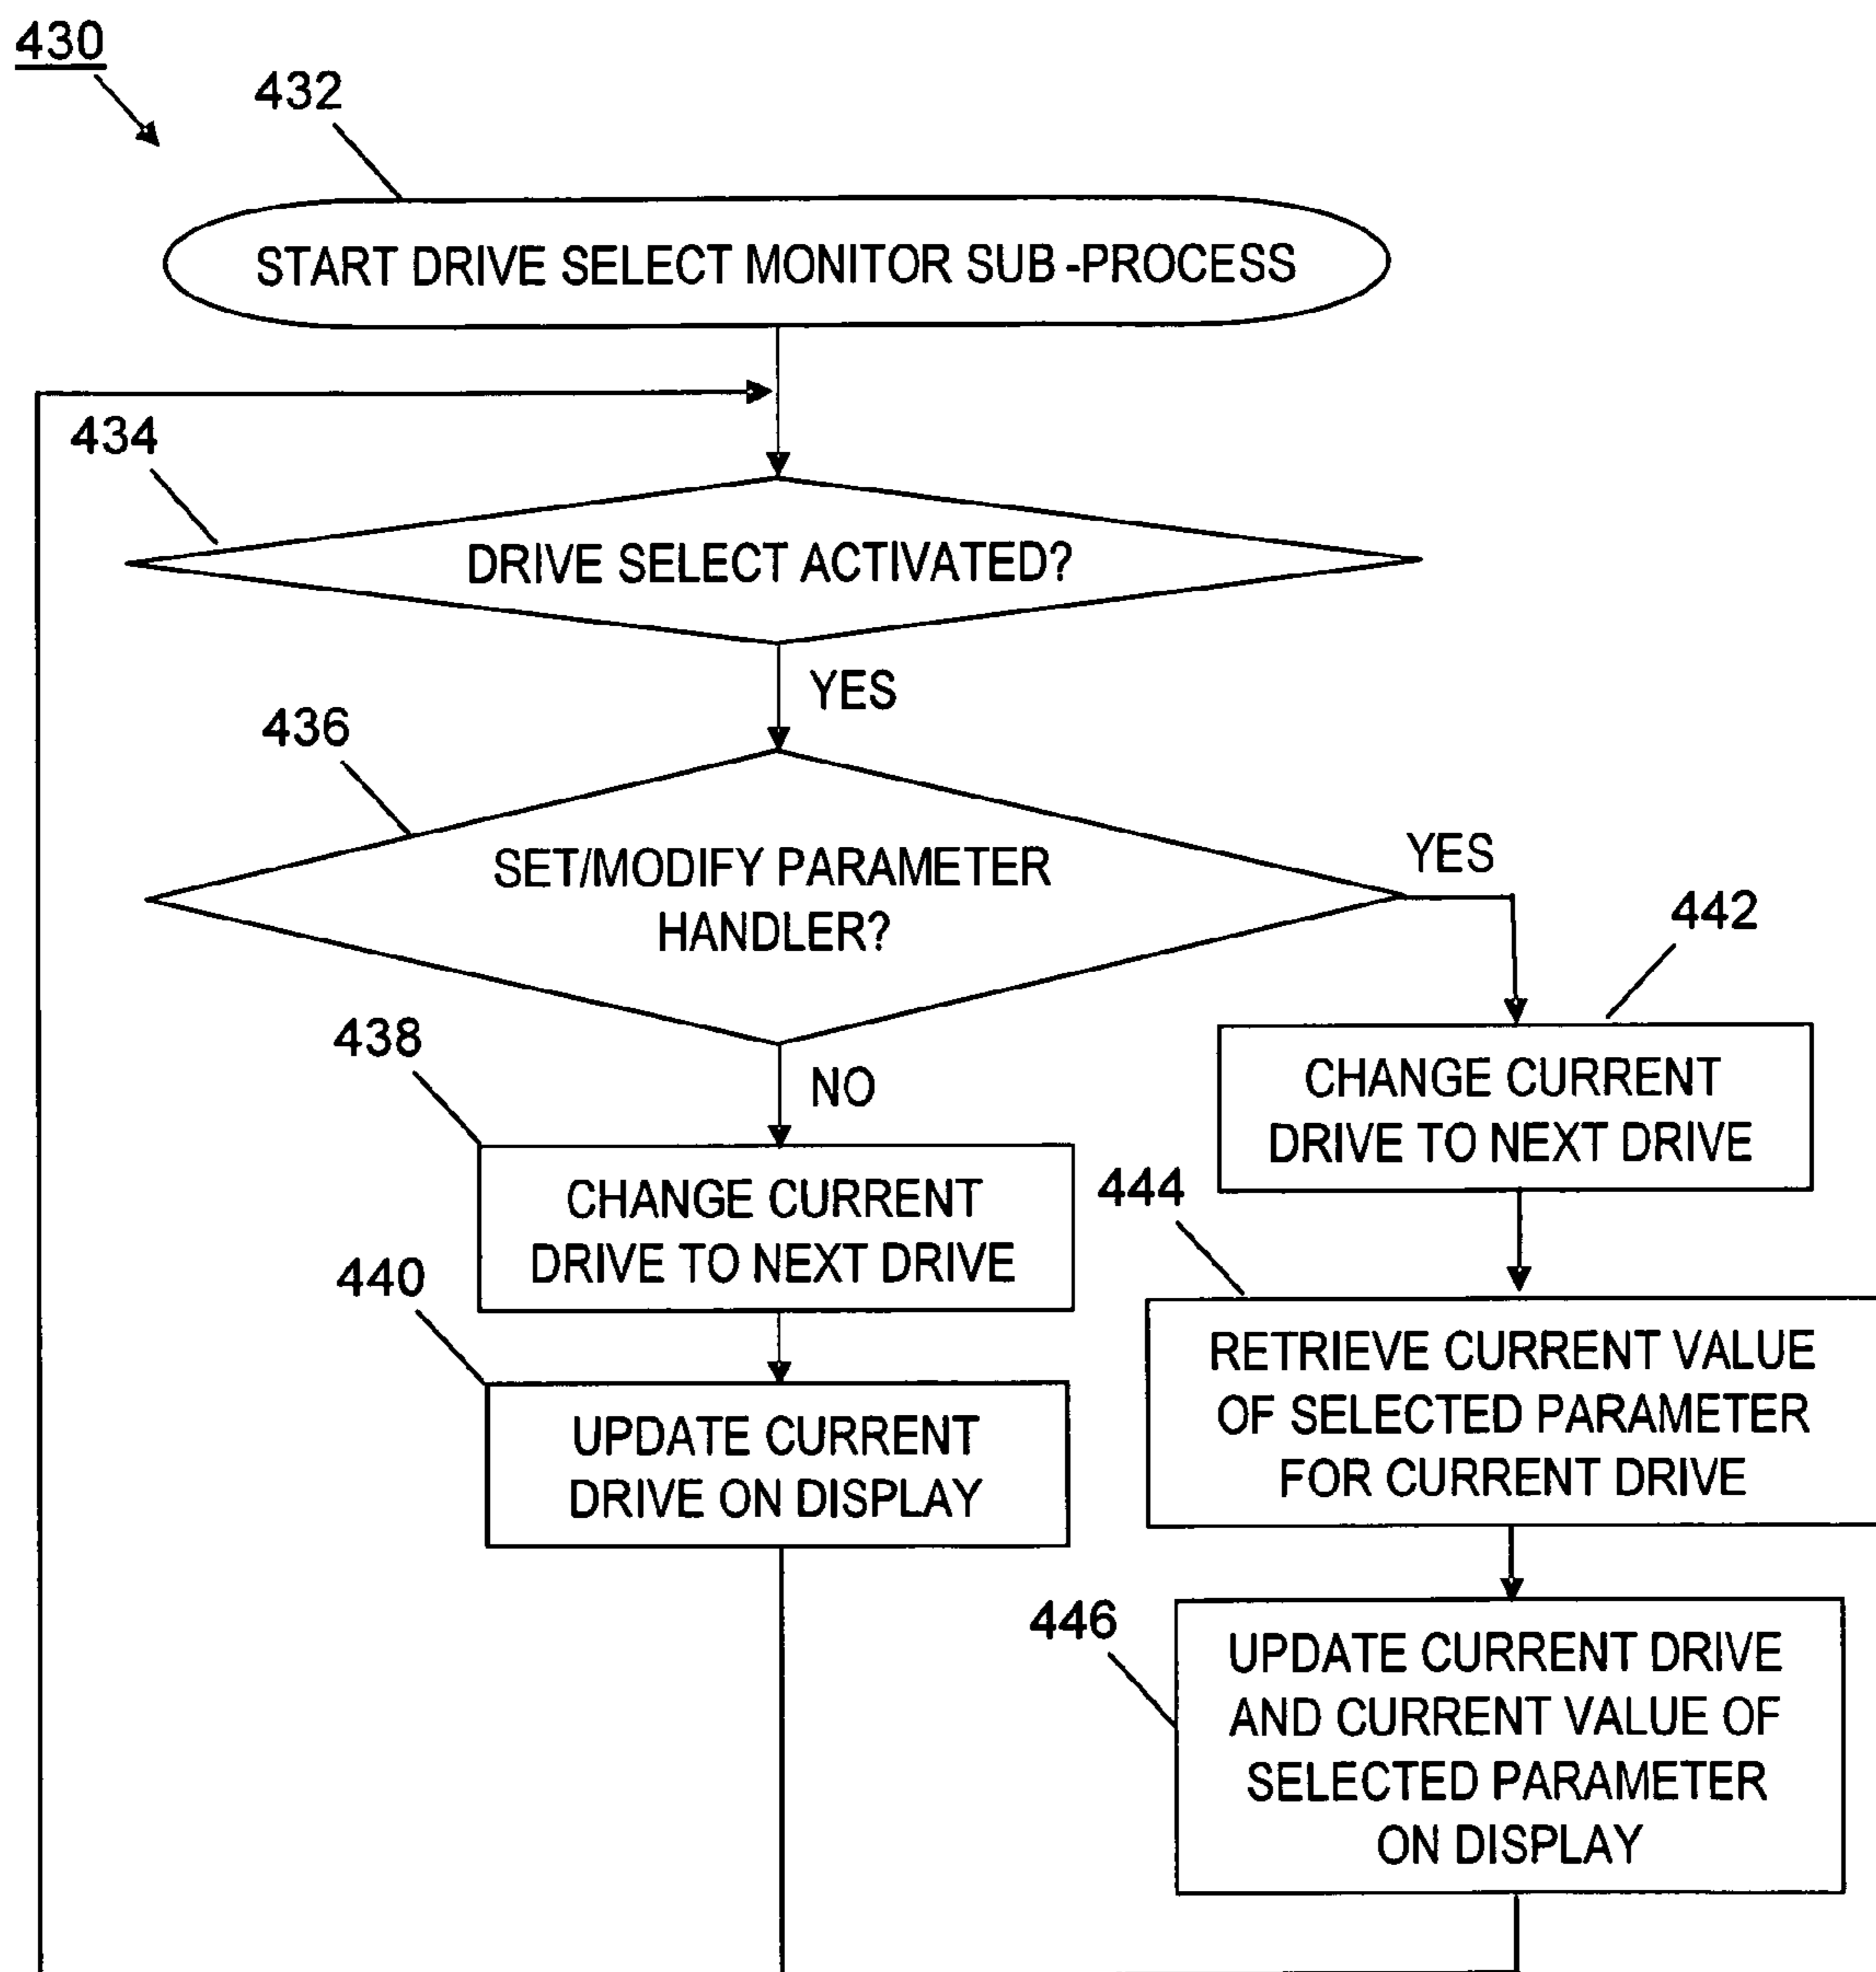 430
432
START DRIVE SELECT MONITOR SUB -PROCESS
434
DRIVE SELECT ACTIVATED?
YES
436
SET/MODIFY PARAMETER
HANDLER?
YES
442
CHANGE CURRENT
DRIVE TO NEXT DRIVE
438
NO
CHANGE CURRENT
DRIVE TO NEXT DRIVE
444
RETRIEVE CURRENT VALUE
OF SELECTED PARAMETER
FOR CURRENT DRIVE
440
UPDATE CURRENT
DRIVE ON DISPLAY
446
UPDATE CURRENT DRIVE
AND CURRENT VALUE OF
SELECTED PARAMETER
ON DISPLAY